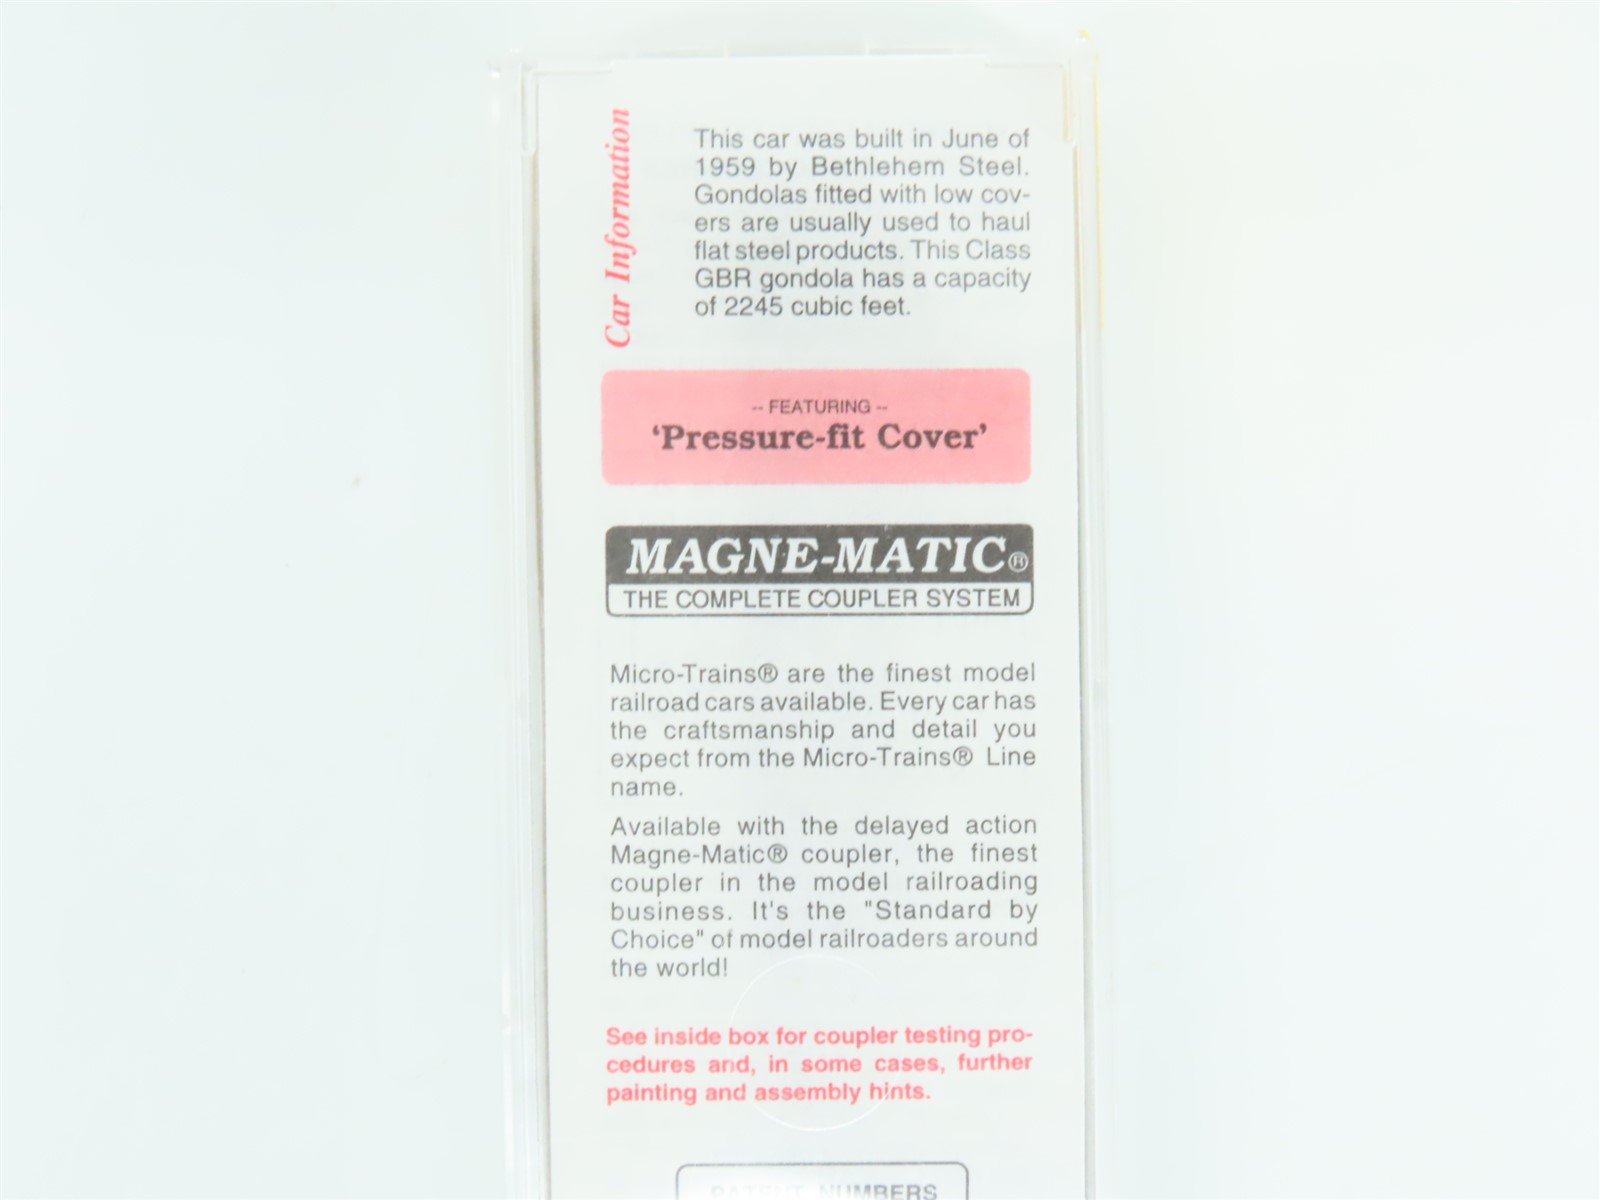 Car Information
This car was built in June of
1959 by Bethlehem Steel.
Gondolas fitted with low cov-
ers are usually used to haul
flat steel products. This Class
GBR gondola has a capacity
of 2245 cubic feet.
-- FEATURING --
‘Pressure-fit Cover’
MAGNE-MATIC®
THE COMPLETE COUPLER SYSTEM
Micro-Trains® are the finest model
railroad cars available. Every car has
the craftsmanship and detail you
expect from the Micro-Trains® Line
name.
Available with the delayed action
Magne-Matic® coupler, the finest
coupler in the model railroading
business. It's the "Standard by
Choice" of model railroaders around
the world!
See inside box for coupler testing pro-
cedures and, in some cases, further
painting and assembly hints.
PATENT NUMBERS